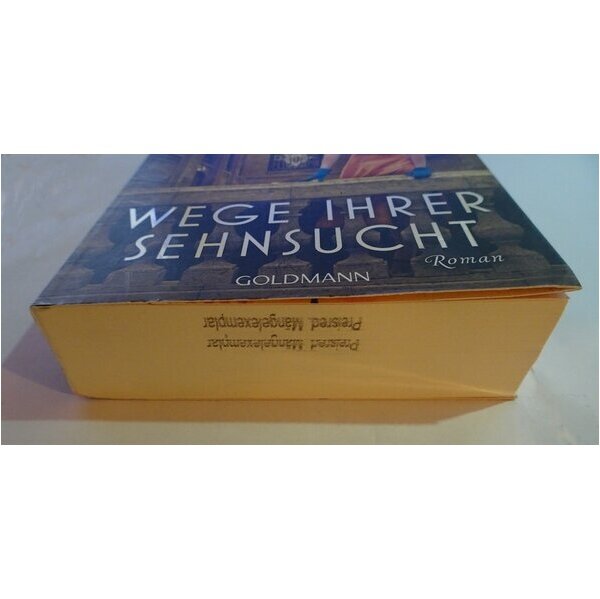 WEGE IHRER
SEHNSUCHT
Roman
GOLDMANN
Preisred. Mängelexemplar
Preisred. Mängelexemplar